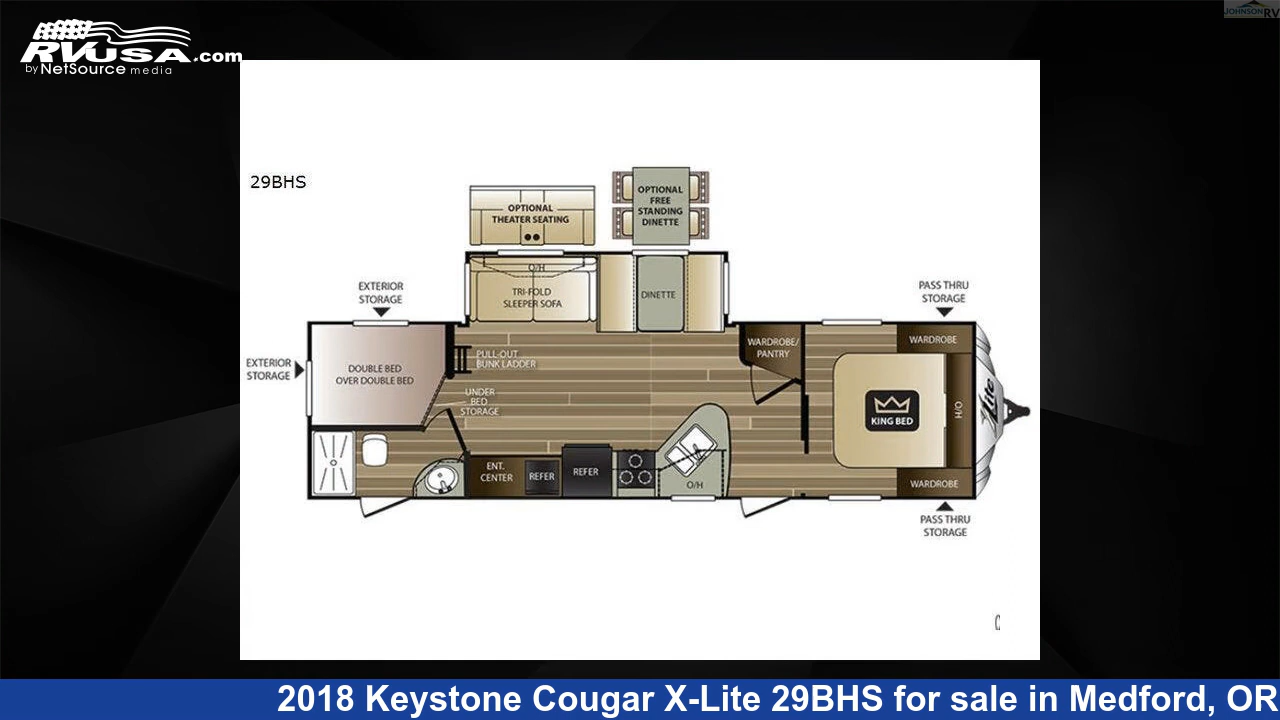 RVUSA.com
by NetSource media
JOHNSON RV
29BHS
OPTIONAL
THEATER SEATING
OPTIONAL
FREE
STANDING
DINETTE
O/H
TRI-FOLD
SLEEPER SOFA
DINETTE
EXTERIOR
STORAGE
PASS THRU
STORAGE
EXTERIOR
STORAGE
DOUBLE BED
OVER DOUBLE BED
PULL-OUT
BUNK LADDER
UNDER
BED
STORAGE
WARDROBE/
PANTRY
WARDROBE
KING BED
O/H
X-Lite
ENT.
CENTER
REFER
REFER
O/H
WARDROBE
PASS THRU
STORAGE
2018 Keystone Cougar X-Lite 29BHS for sale in Medford, OR